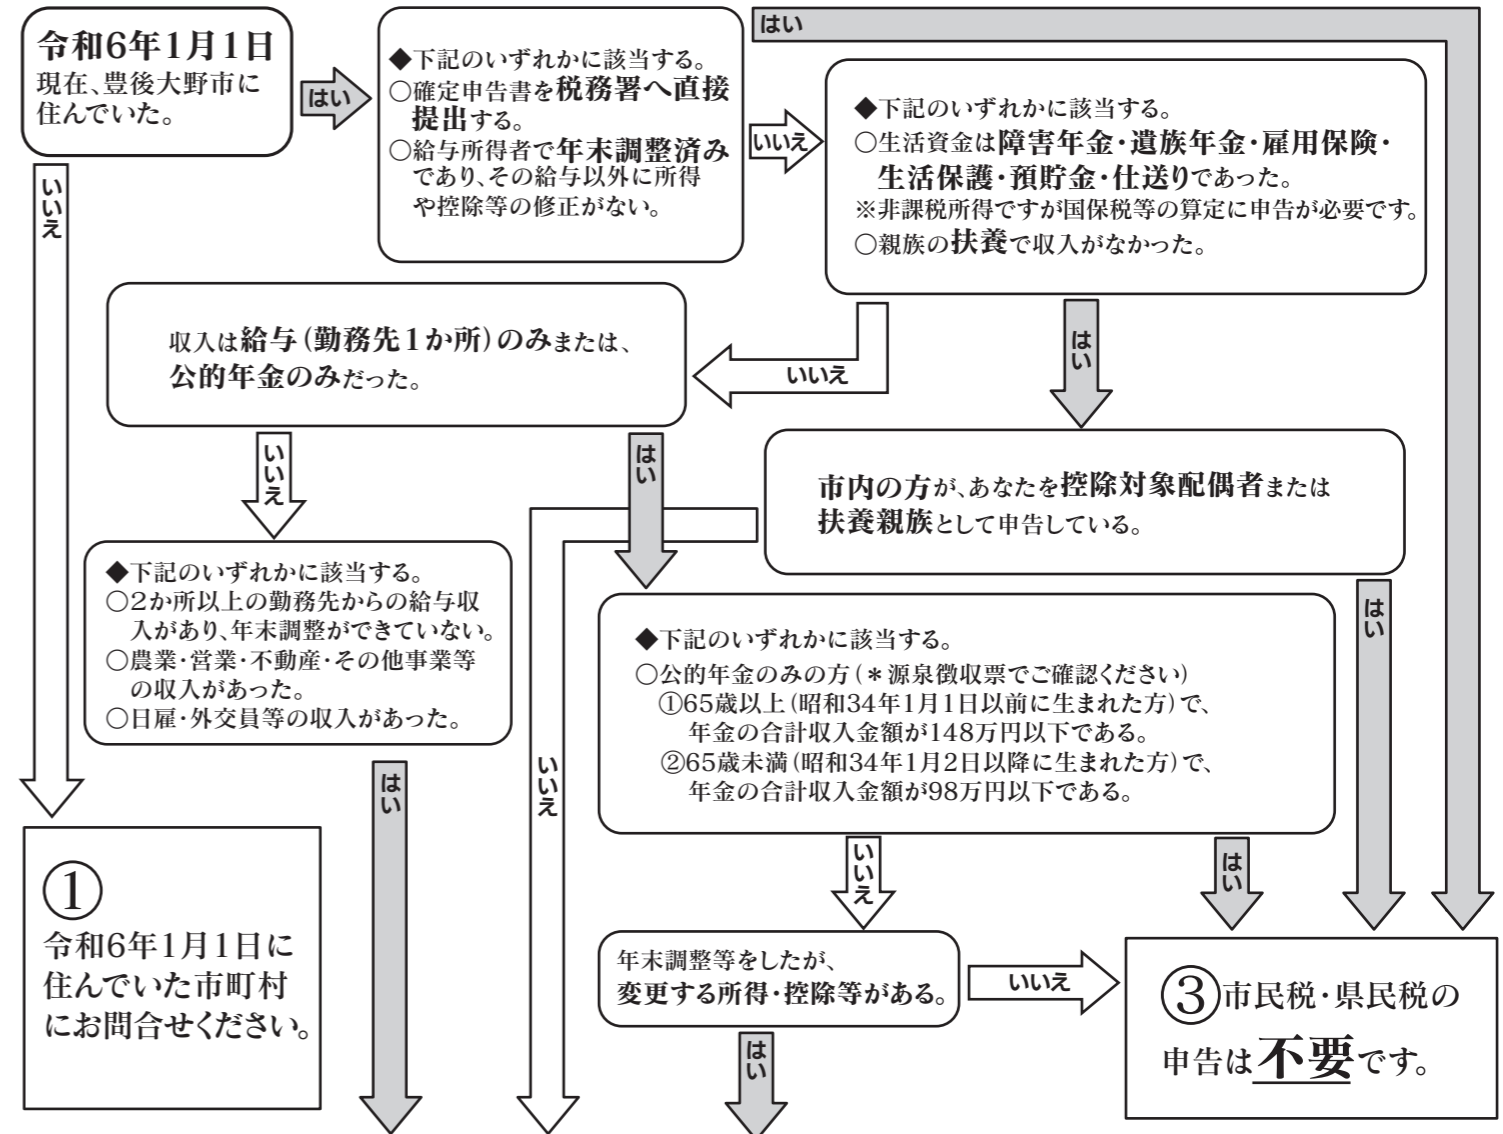 令和6年1月1日
現在、豊後大野市に
住んでいた。
はい
いいえ
◆下記のいずれかに該当する。
○確定申告書を税務署へ直接
提出する。
○給与所得者で年末調整済み
であり、その給与以外に所得
や控除等の修正がない。
はい
いいえ
◆下記のいずれかに該当する。
○生活資金は障害年金・遺族年金・雇用保険・
生活保護・預貯金・仕送りであった。
※非課税所得ですが国保税等の算定に申告が必要です。
○親族の扶養で収入がなかった。
いいえ
はい
収入は給与(勤務先1か所)のみまたは、
公的年金のみだった。
いいえ
はい
市内の方が、あなたを控除対象配偶者または
扶養親族として申告している。
いいえ
はい
◆下記のいずれかに該当する。
○2か所以上の勤務先からの給与収
入があり、年末調整ができていない。
○農業・営業・不動産・その他事業等
の収入があった。
○日雇・外交員等の収入があった。
はい
◆下記のいずれかに該当する。
○公的年金のみの方(*源泉徴収票でご確認ください)
①65歳以上(昭和34年1月1日以前に生まれた方)で、
年金の合計収入金額が148万円以下である。
②65歳未満(昭和34年1月2日以降に生まれた方)で、
年金の合計収入金額が98万円以下である。
いいえ
はい
①
令和6年1月1日に
住んでいた市町村
にお問合せください。
年末調整等をしたが、
変更する所得・控除等がある。
いいえ
はい
③市民税・県民税の
申告は不要です。